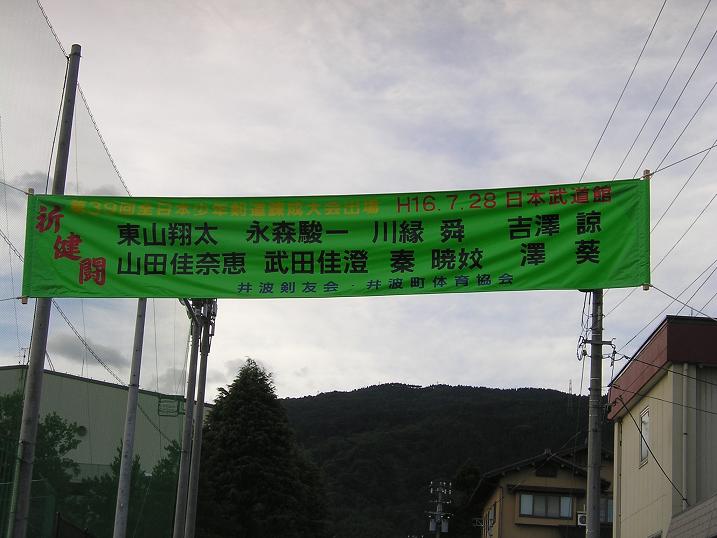 祈健闘
第39回全日本少年剣道錬成大会出場 H16.7.28 日本武道館
東山翔太 永森駿一 川縁 舜 吉澤 諒
山田佳奈恵 武田佳澄 秦 暁姣 澤 葵
井波剣友会・井波町体育協会